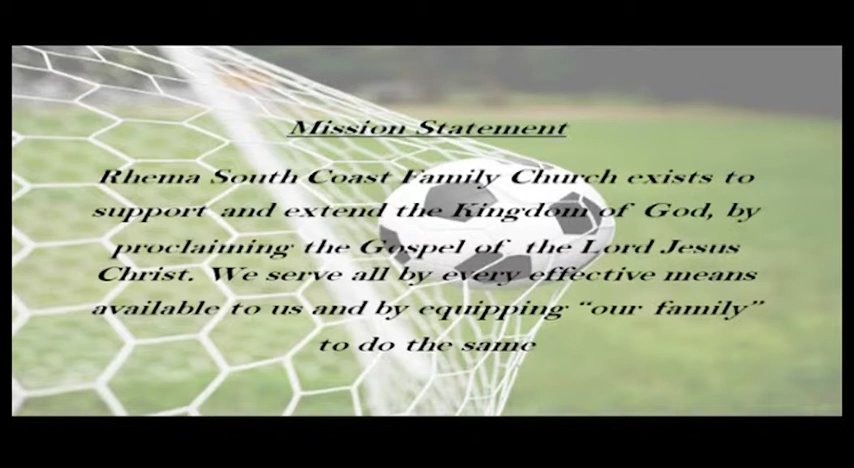 Mission Statement
Rhema South Coast Family Church exists to
support and extend the Kingdom of God, by
proclaiming the Gospel of the Lord Jesus
Christ. We serve all by every effective means
available to us and by equipping “our family”
to do the same